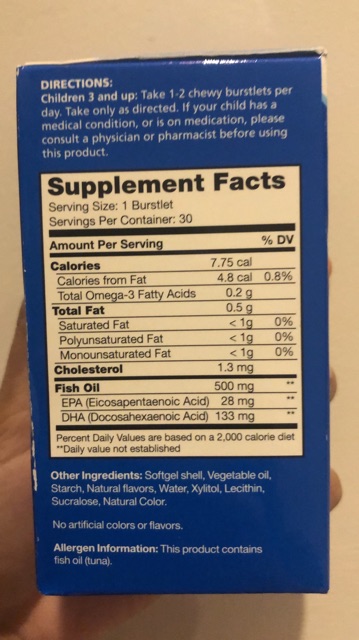 DIRECTIONS:
Children 3 and up: Take 1-2 chewy burstlets per
day. Take only as directed. If your child has a
medical condition, or is on medication, please
consult a physician or pharmacist before using
this product.
Supplement Facts
Serving Size: 1 Burstlet
Servings Per Container: 30
Amount Per Serving % DV
Calories 7.75 cal
Calories from Fat 4.8 cal 0.8%
Total Omega-3 Fatty Acids 0.2 g
Total Fat 0.5 g
Saturated Fat < 1g 0%
Polyunsaturated Fat < 1g 0%
Monounsaturated Fat < 1g 0%
Cholesterol 1.3 mg
Fish Oil 500 mg **
EPA (Eicosapentaenoic Acid) 28 mg **
DHA (Docosahexaenoic Acid) 133 mg **
Percent Daily Values are based on a 2,000 calorie diet
**Daily value not established
Other Ingredients: Softgel shell, Vegetable oil,
Starch, Natural flavors, Water, Xylitol, Lecithin,
Sucralose, Natural Color.
No artificial colors or flavors.
Allergen Information: This product contains
fish oil (tuna).